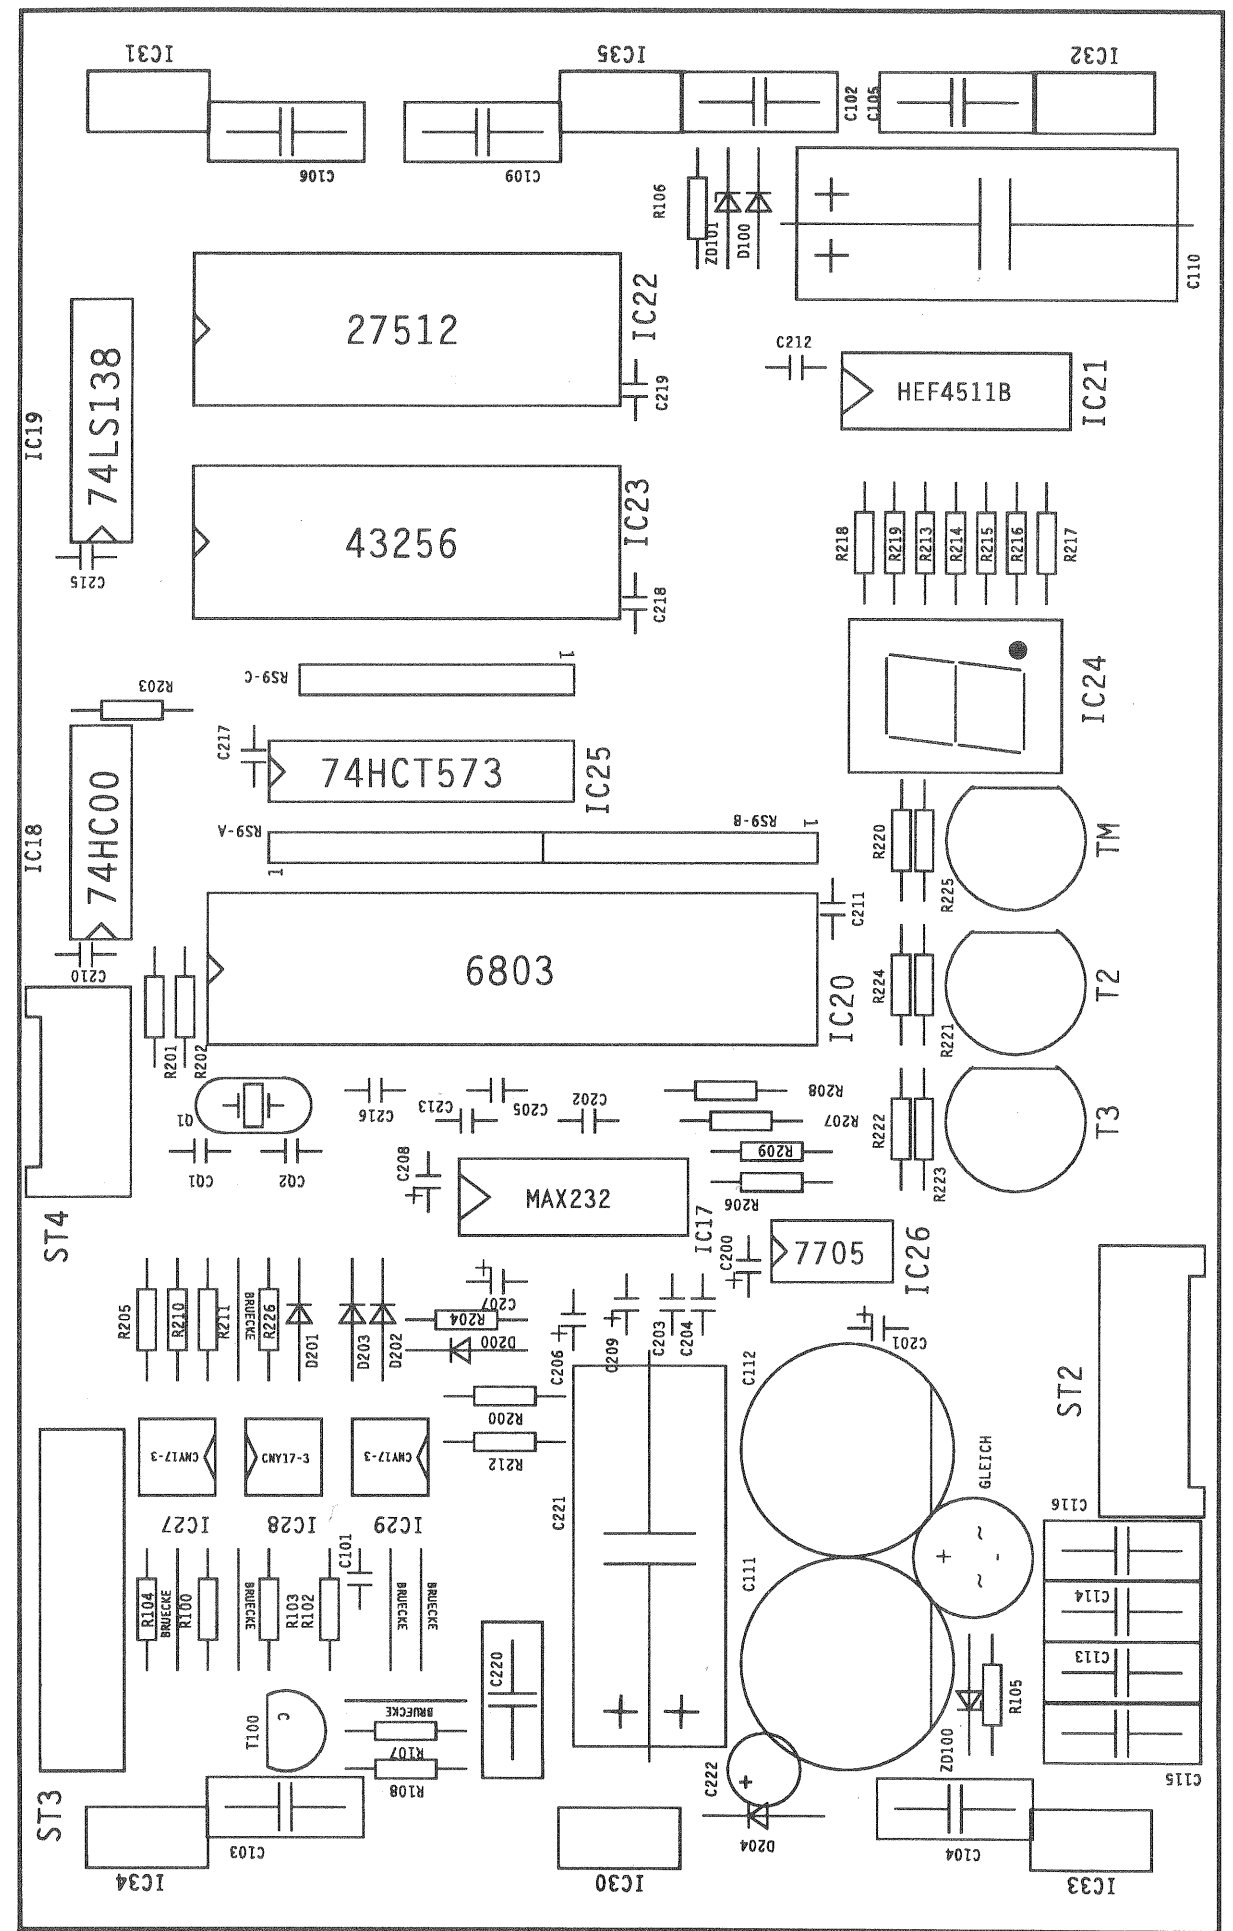 IC31
IC35
IC32
C106
C109
C102
C105
R106
ZD101
D100
C110
IC22
27512
C219
C212
HEF4511B
IC21
IC19
74LS138
C215
IC23
43256
C218
R218
R219
R213
R214
R215
R216
R217
RS9-C
1
IC24
R203
C217
74HCT573
IC25
IC18
74HC00
C210
RS9-A
1
RS9-B
1
R220
R225
TM
6803
C211
IC20
R224
R221
T2
R201
R202
Q1
CQ1
CQ2
C216
C213
C205
C202
R208
R207
R209
R206
R222
R223
T3
ST4
C208
+
MAX232
IC17
C200
+
7705
IC26
R205
R210
R211
BRUECKE
R226
D201
D203
D202
C207
+
R204
D200
C206
+
C209
+
C203
C204
C201
+
C112
ST2
R200
R212
CNY17-3
CNY17-3
CNY17-3
IC27
IC28
IC29
C221
+ +
GLEICH
~
+ -
~
C116
C114
C113
C115
C101
R104
BRUECKE
R100
BRUECKE
R103
R102
BRUECKE
BRUECKE
C111
C220
T100
C
BRUECKE
R107
R108
ZD100
R105
C222
+
D204
ST3
C103
C104
IC34
IC30
IC33
+
+